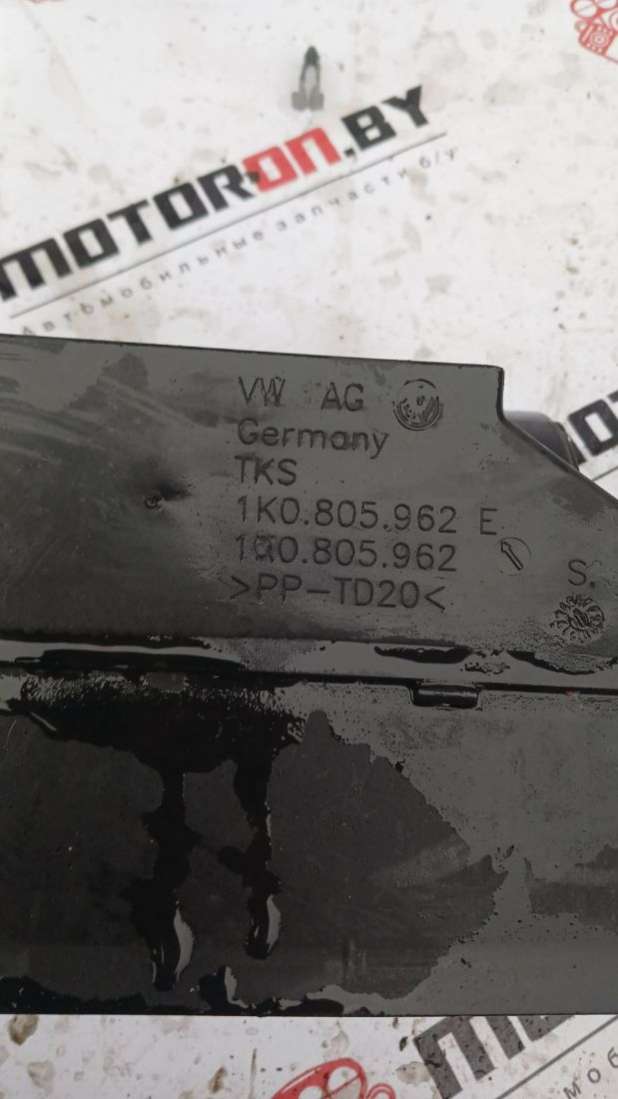 MOTORON.BY
Автомобильные запчасти б/у
VW AG
Germany
TKS
1K0.805.962 E
1Q0.805.962
>PP-TD20<
S.